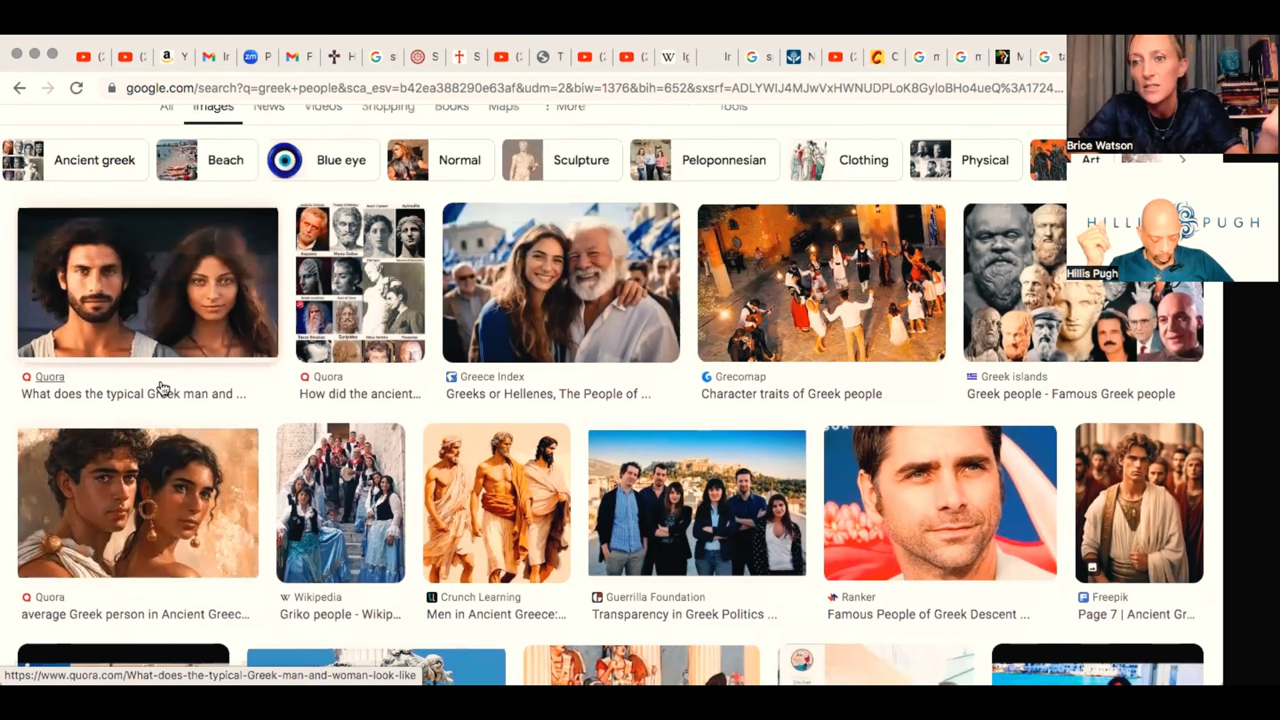 google.com/search?q=greek+people&sca_esv=b42ea388290e63af&udm=2&biw=1376&bih=652&sxsrf=ADLYWIJ4MJwVxHWNUDPLoK8GyloBHo4ueQ%3A1724...
All Images News Videos Shopping Books Maps More Tools
Ancient greek Beach Blue eye Normal Sculpture Peloponnesian Clothing Physical Art
Brice Watson
HILLIS PUGH
Hillis Pugh
Quora
What does the typical Greek man and ...
Quora
How did the ancient...
Greece Index
Greeks or Hellenes, The People of ...
Grecomap
Character traits of Greek people
Greek islands
Greek people - Famous Greek people
Quora
average Greek person in Ancient Greec...
Wikipedia
Griko people - Wikip...
Crunch Learning
Men in Ancient Greece:...
Guerrilla Foundation
Transparency in Greek Politics ...
Ranker
Famous People of Greek Descent ...
Freepik
Page 7 | Ancient Gr...
https://www.quora.com/What-does-the-typical-Greek-man-and-woman-look-like